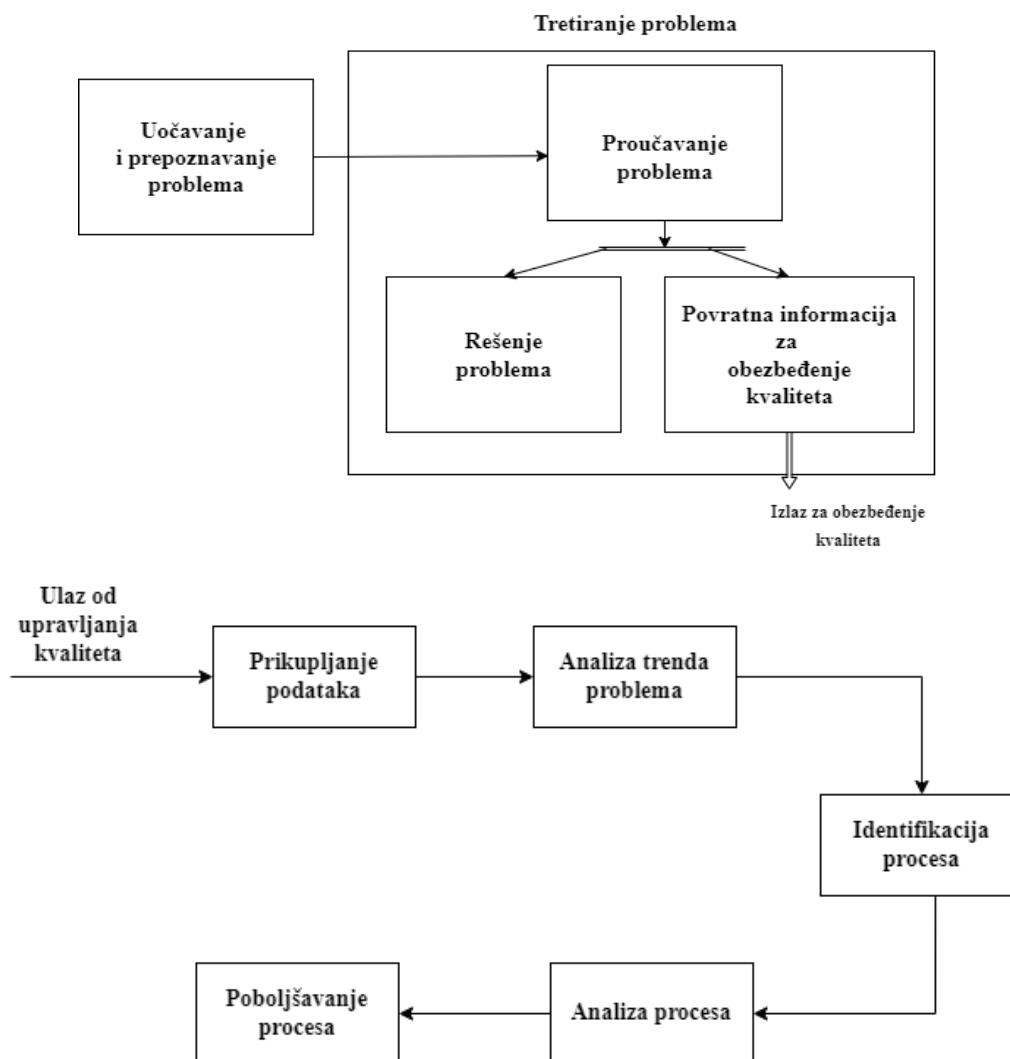 Tretiranje problema
Uočavanje
i prepoznavanje
problema
Proučavanje
problema
Rešenje
problema
Povratna informacija
za
obezbeđenje
kvaliteta
Izlaz za obezbeđenje
kvaliteta
Ulaz od
upravljanja
kvaliteta
Prikupljanje
podataka
Analiza trenda
problema
Identifikacija
procesa
Analiza procesa
Poboljšavanje
procesa